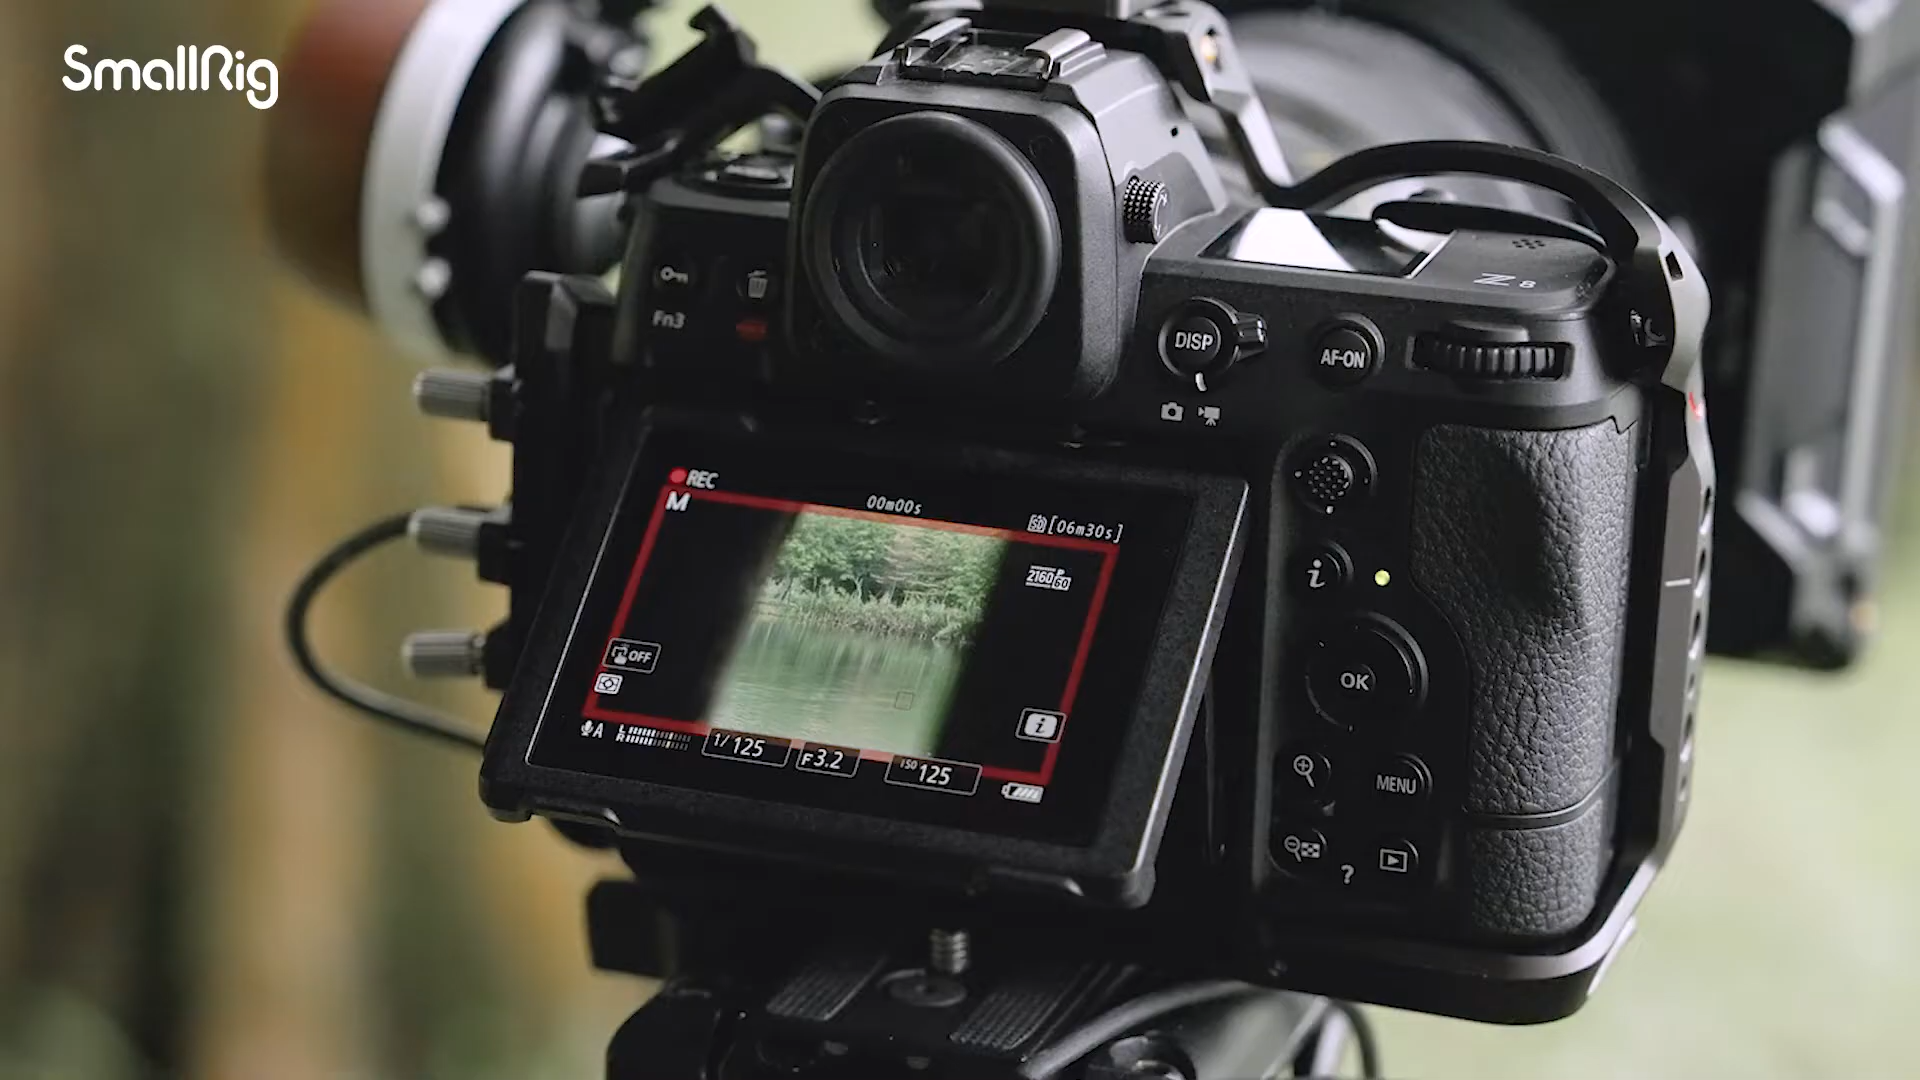 SmallRig
Z 8
Fn3
DISP
AF-ON
REC
M
00m00s
SD [06m30s]
2160 P 60
i
OFF
OK
i
A
L
R
1/125
F3.2
ISO 125
MENU
?